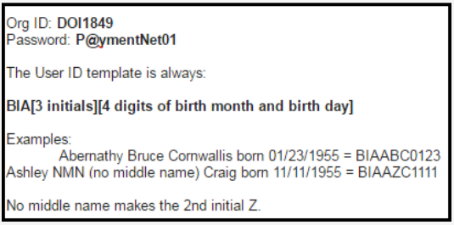 Org ID: DOI1849
Password: P@ymentNet01
The User ID template is always:
BIA[3 initials][4 digits of birth month and birth day]
Examples:
Abernathy Bruce Cornwallis born 01/23/1955 = BIAABC0123
Ashley NMN (no middle name) Craig born 11/11/1955 = BIAAZC1111
No middle name makes the 2nd initial Z.